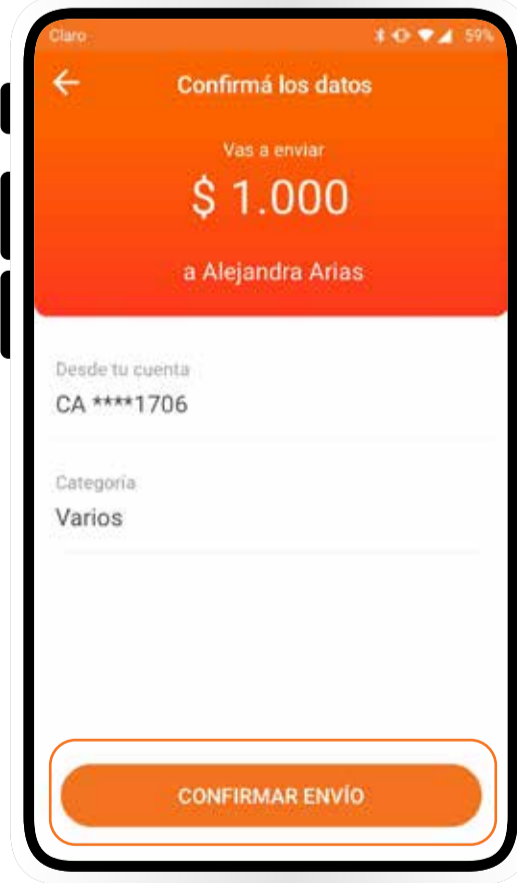 Claro 59%
Confirmá los datos
Vas a enviar
$ 1.000
a Alejandra Arias
Desde tu cuenta
CA ****1706
Categoría
Varios
CONFIRMAR ENVÍO